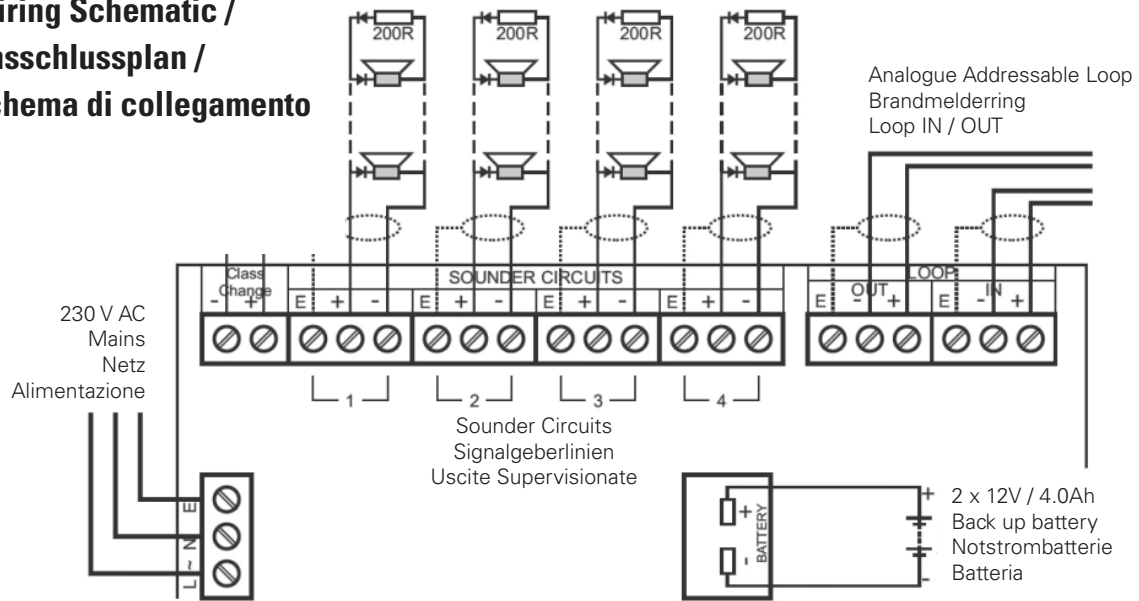 iring Schematic /
nsschlussplan /
chema di collegamento
200R 200R 200R 200R
Analogue Addressable Loop
Brandmelderring
Loop IN / OUT
Class
Change
- +
SOUNDER CIRCUITS
E + - E + - E + - E + -
LOOP
OUT IN
E - + E - +
230 V AC
Mains
Netz
Alimentazione
1 2 3 4
Sounder Circuits
Signalgeberlinien
Uscite Supervisionate
E
N
L ~
+
-
BATTERY
+
-
2 x 12V / 4.0Ah
Back up battery
Notstrombatterie
Batteria